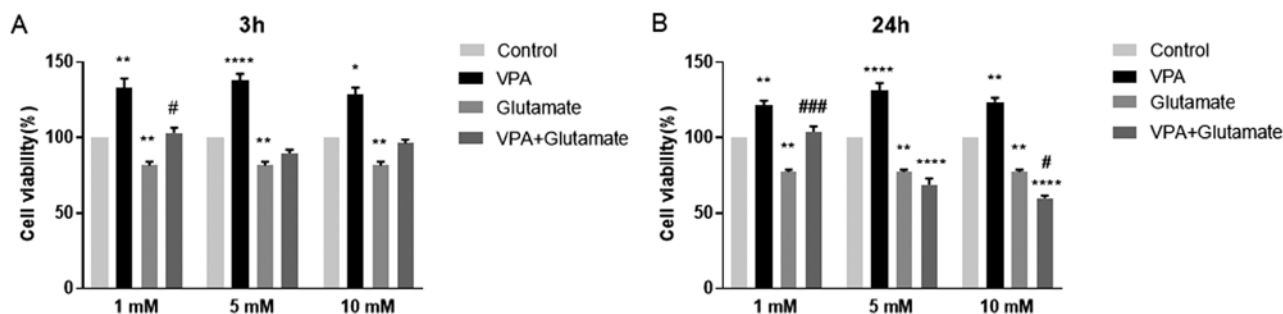 A
3h
Cell viability(%)
150
100
50
0
** **** *
** # ** **
1 mM 5 mM 10 mM
Control
VPA
Glutamate
VPA+Glutamate
B
24h
Cell viability(%)
150
100
50
0
** **** **
** ### ** **** ** #
****
1 mM 5 mM 10 mM
Control
VPA
Glutamate
VPA+Glutamate